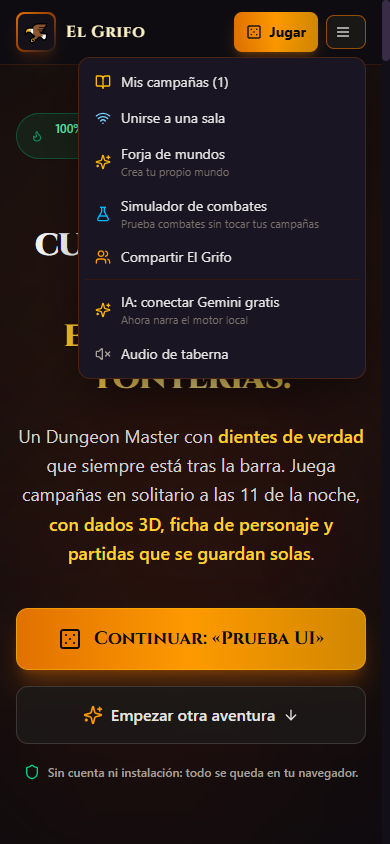 El Grifo
Jugar
Mis campañas (1)
Unirse a una sala
Forja de mundos
Crea tu propio mundo
Simulador de combates
Prueba combates sin tocar tus campañas
Compartir El Grifo
IA: conectar Gemini gratis
Ahora narra el motor local
Audio de taberna
100%
CU
E
TONTERÍAS.
Un Dungeon Master con dientes de verdad
que siempre está tras la barra. Juega
campañas en solitario a las 11 de la noche,
con dados 3D, ficha de personaje y
partidas que se guardan solas.
Continuar: «Prueba UI»
Empezar otra aventura ↓
Sin cuenta ni instalación: todo se queda en tu navegador.